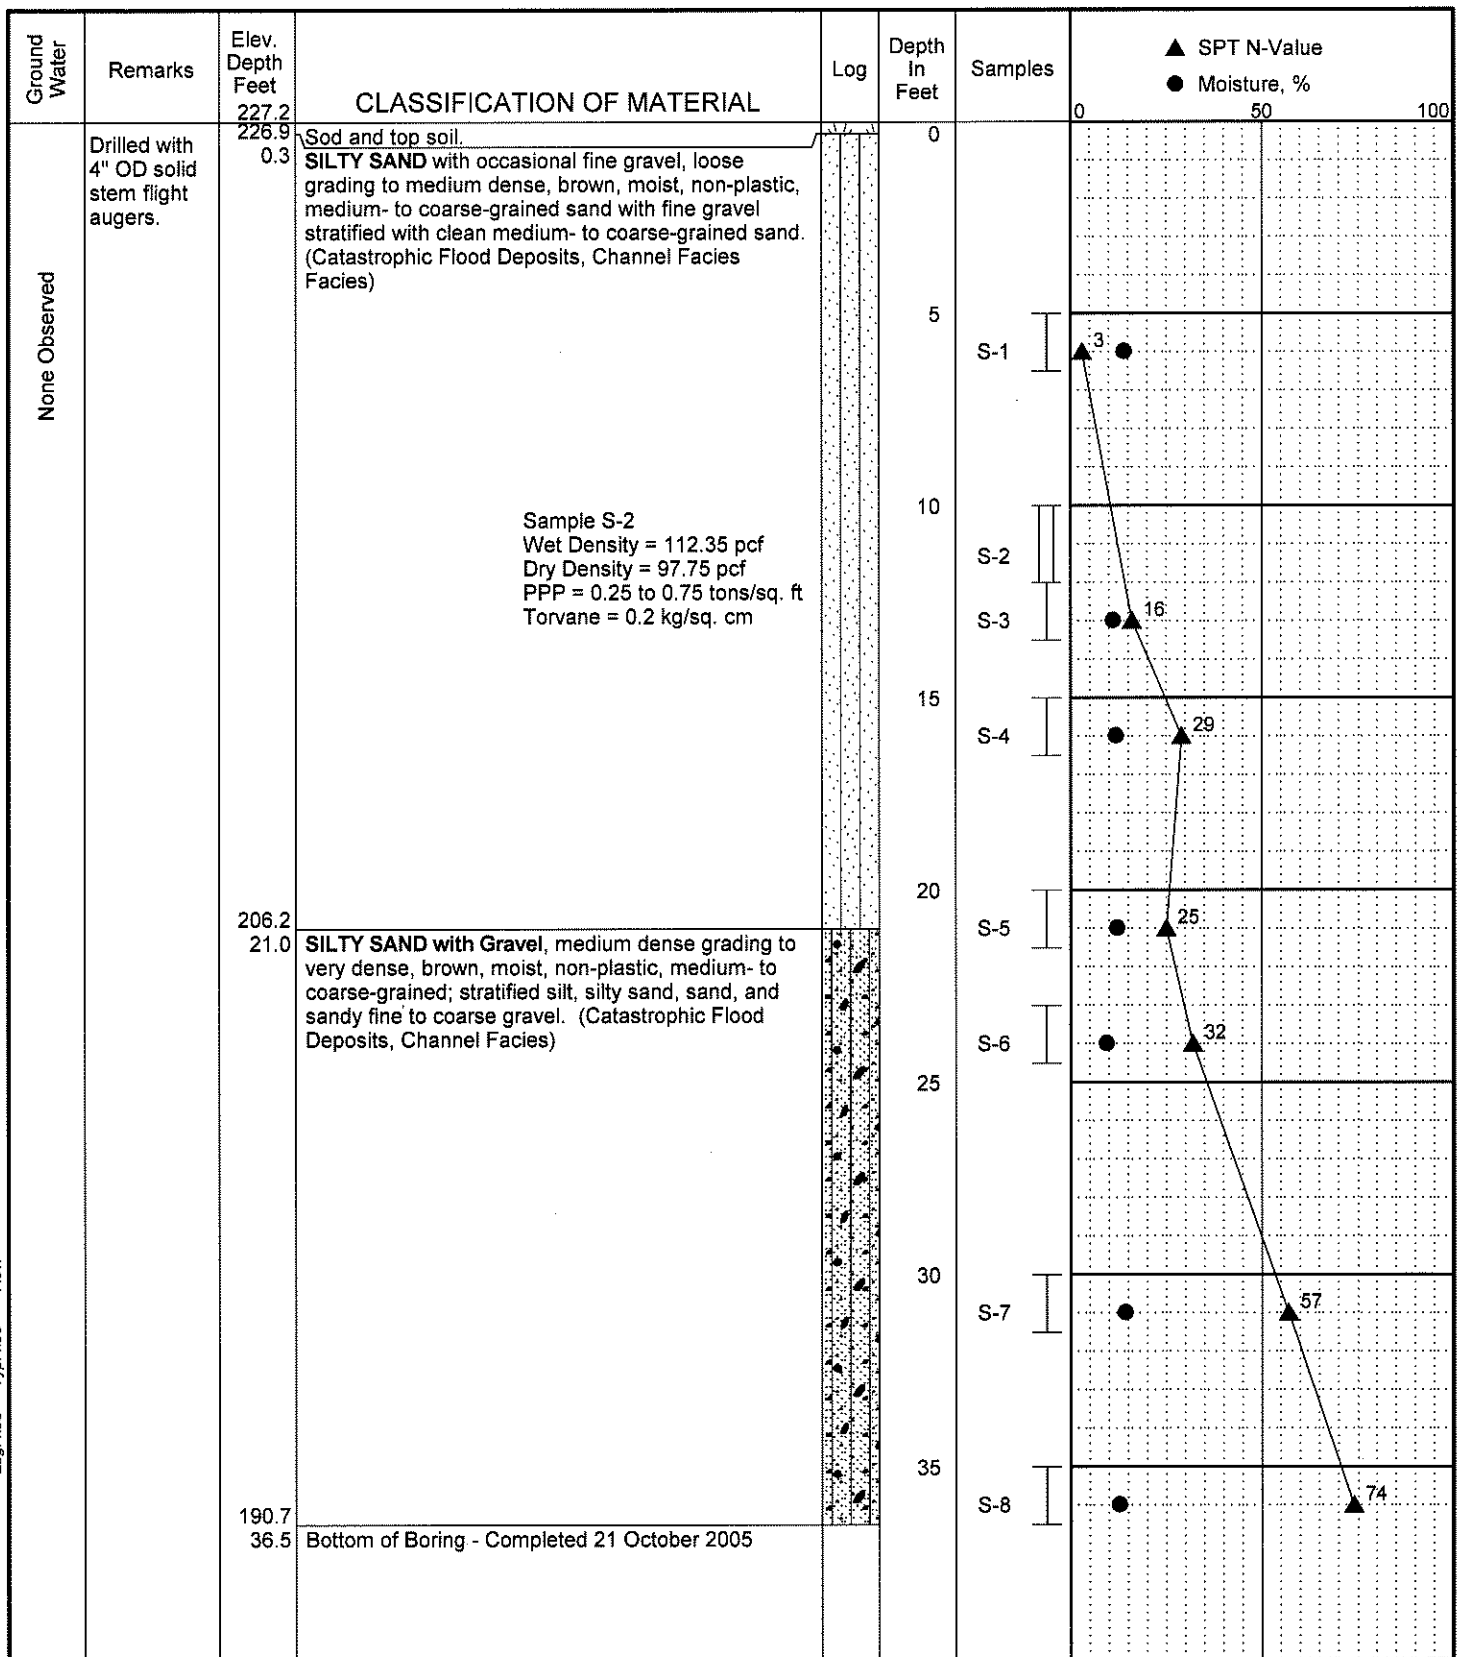 Ground Water
Remarks
Elev. Depth Feet
227.2
CLASSIFICATION OF MATERIAL
Log
Depth In Feet
Samples
▲ SPT N-Value
● Moisture, %
0 50 100
None Observed
Drilled with
4" OD solid
stem flight
augers.
226.9
0.3
Sod and top soil.
SILTY SAND with occasional fine gravel, loose
grading to medium dense, brown, moist, non-plastic,
medium- to coarse-grained sand with fine gravel
stratified with clean medium- to coarse-grained sand.
(Catastrophic Flood Deposits, Channel Facies
Facies)
Sample S-2
Wet Density = 112.35 pcf
Dry Density = 97.75 pcf
PPP = 0.25 to 0.75 tons/sq. ft
Torvane = 0.2 kg/sq. cm
206.2
21.0
SILTY SAND with Gravel, medium dense grading to
very dense, brown, moist, non-plastic, medium- to
coarse-grained; stratified silt, silty sand, sand, and
sandy fine to coarse gravel. (Catastrophic Flood
Deposits, Channel Facies)
190.7
36.5
Bottom of Boring - Completed 21 October 2005
0
5
S-1
3
10
S-2
S-3
16
15
S-4
29
20
S-5
25
S-6
32
25
30
S-7
57
35
S-8
74